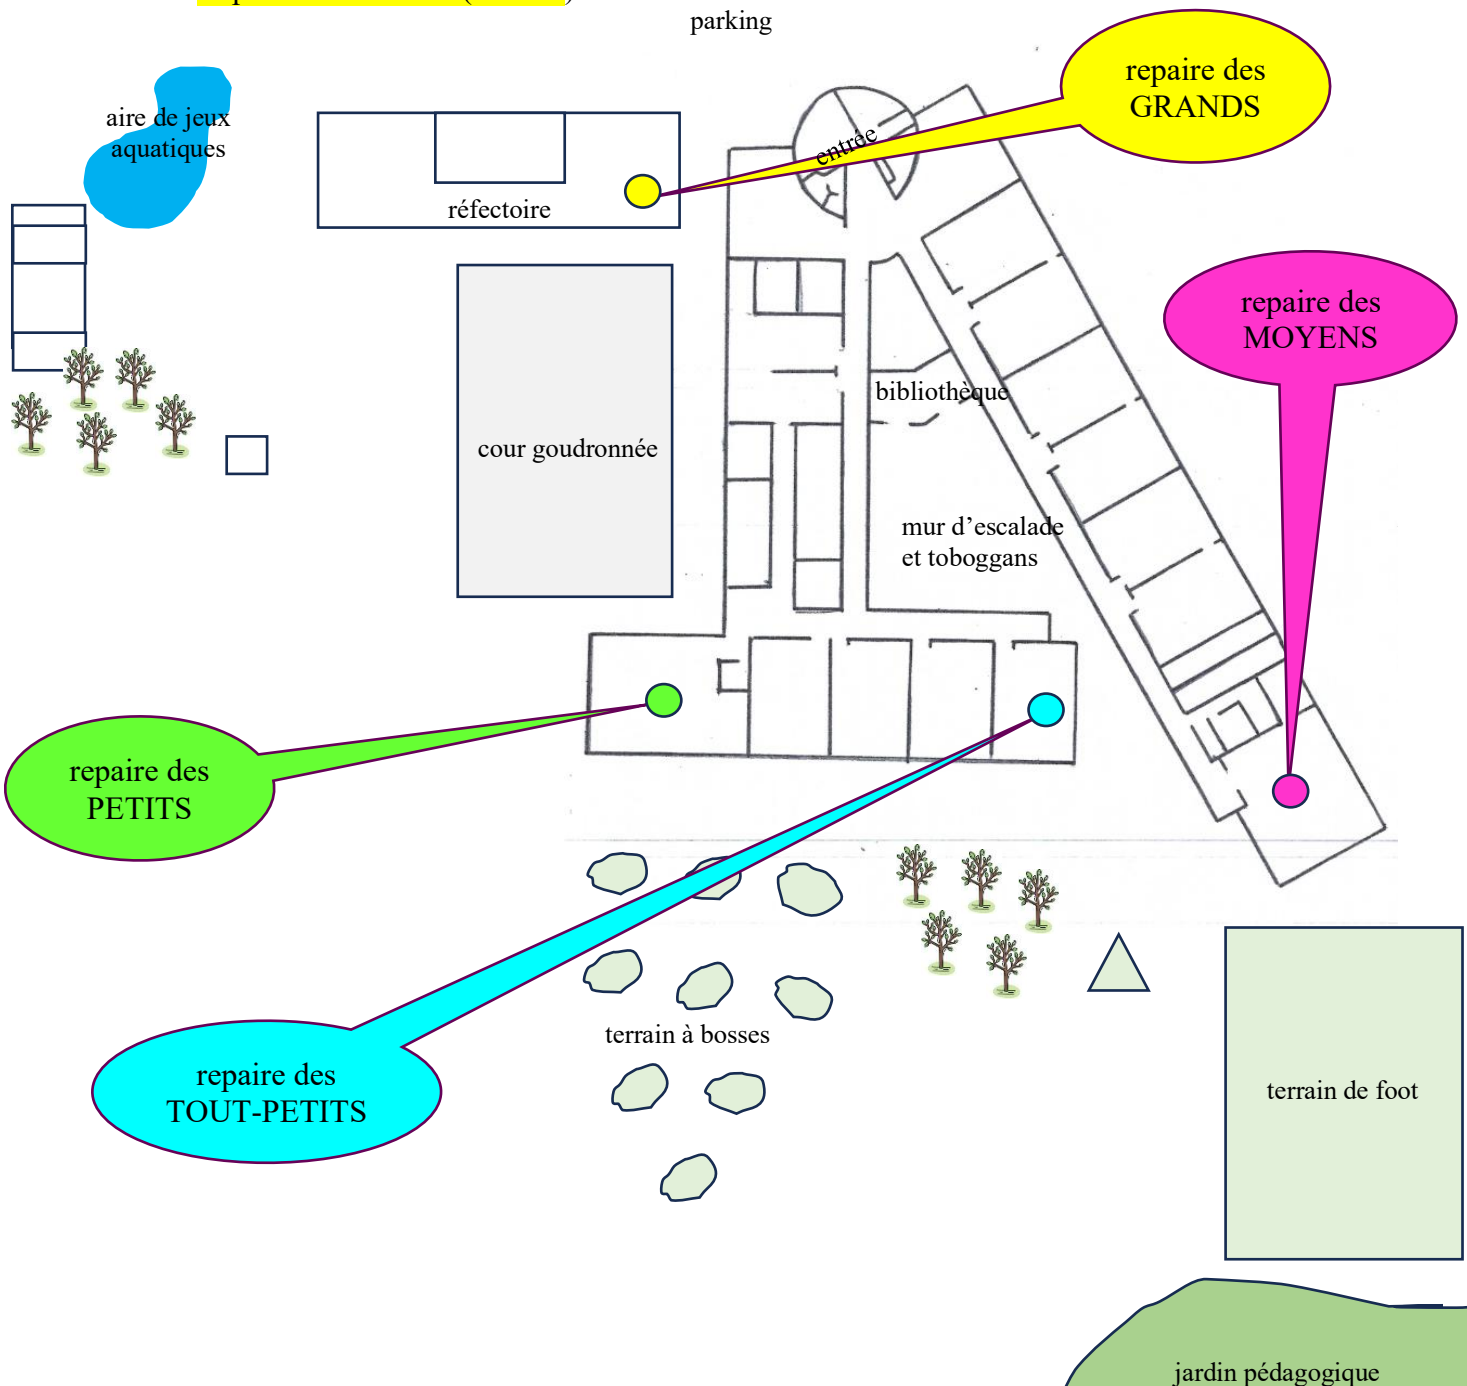 parking
repaire des
GRANDS
aire de jeux
aquatiques
entrée
réfectoire
repaire des
MOYENS
bibliothèque
cour goudronnée
mur d’escalade
et toboggans
repaire des
PETITS
terrain à bosses
repaire des
TOUT-PETITS
terrain de foot
jardin pédagogique